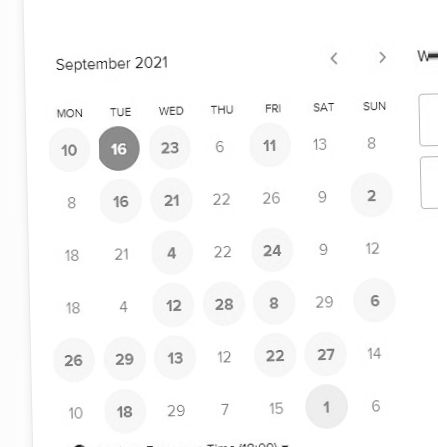 September 2021 < >
MON TUE WED THU FRI SAT SUN
10 16 23 6 11 13 8
8 16 21 22 26 9 2
18 21 4 22 24 9 12
18 4 12 28 8 29 6
26 29 13 12 22 27 14
10 18 29 7 15 1 6